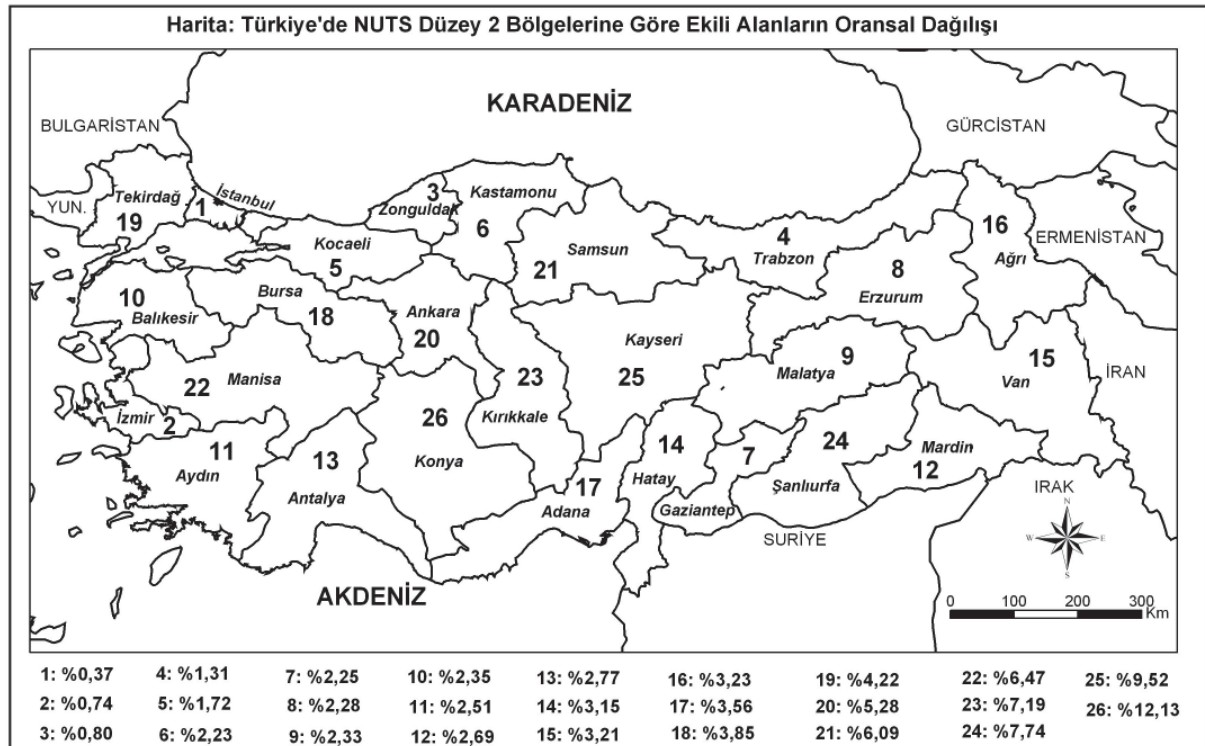 Harita: Türkiye'de NUTS Düzey 2 Bölgelerine Göre Ekili Alanların Oransal Dağılışı
KARADENİZ
BULGARİSTAN
GÜRCİSTAN
YUN.
Tekirdağ
19
1
İstanbul
3
Zonguldak
Kastamonu
6
Kocaeli
5
Samsun
21
4
Trabzon
8
Erzurum
16
Ağrı
ERMENİSTAN
10
Balıkesir
Bursa
18
Ankara
20
Kayseri
25
9
Malatya
15
Van
İRAN
22
Manisa
23
Kırıkkale
İzmir
2
26
Konya
11
Aydın
13
Antalya
14
Hatay
7
Gaziantep
24
Şanlıurfa
Mardin
12
17
Adana
IRAK
SURİYE
AKDENİZ
N
W
E
S
0 100 200 300
Km
1: %0,37 4: %1,31 7: %2,25 10: %2,35 13: %2,77 16: %3,23 19: %4,22 22: %6,47 25: %9,52
2: %0,74 5: %1,72 8: %2,28 11: %2,51 14: %3,15 17: %3,56 20: %5,28 23: %7,19 26: %12,13
3: %0,80 6: %2,23 9: %2,33 12: %2,69 15: %3,21 18: %3,85 21: %6,09 24: %7,74